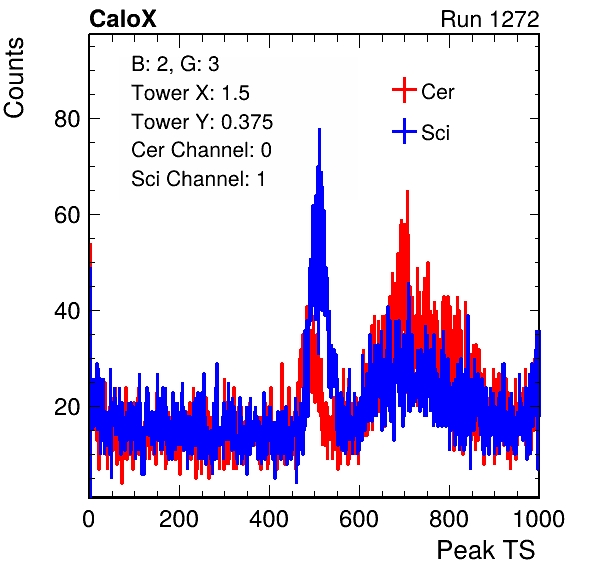 CaloX Run 1272
Counts
B: 2, G: 3
Tower X: 1.5
Tower Y: 0.375
Cer Channel: 0
Sci Channel: 1
Cer
Sci
80
60
40
20
0 200 400 600 800 1000
Peak TS